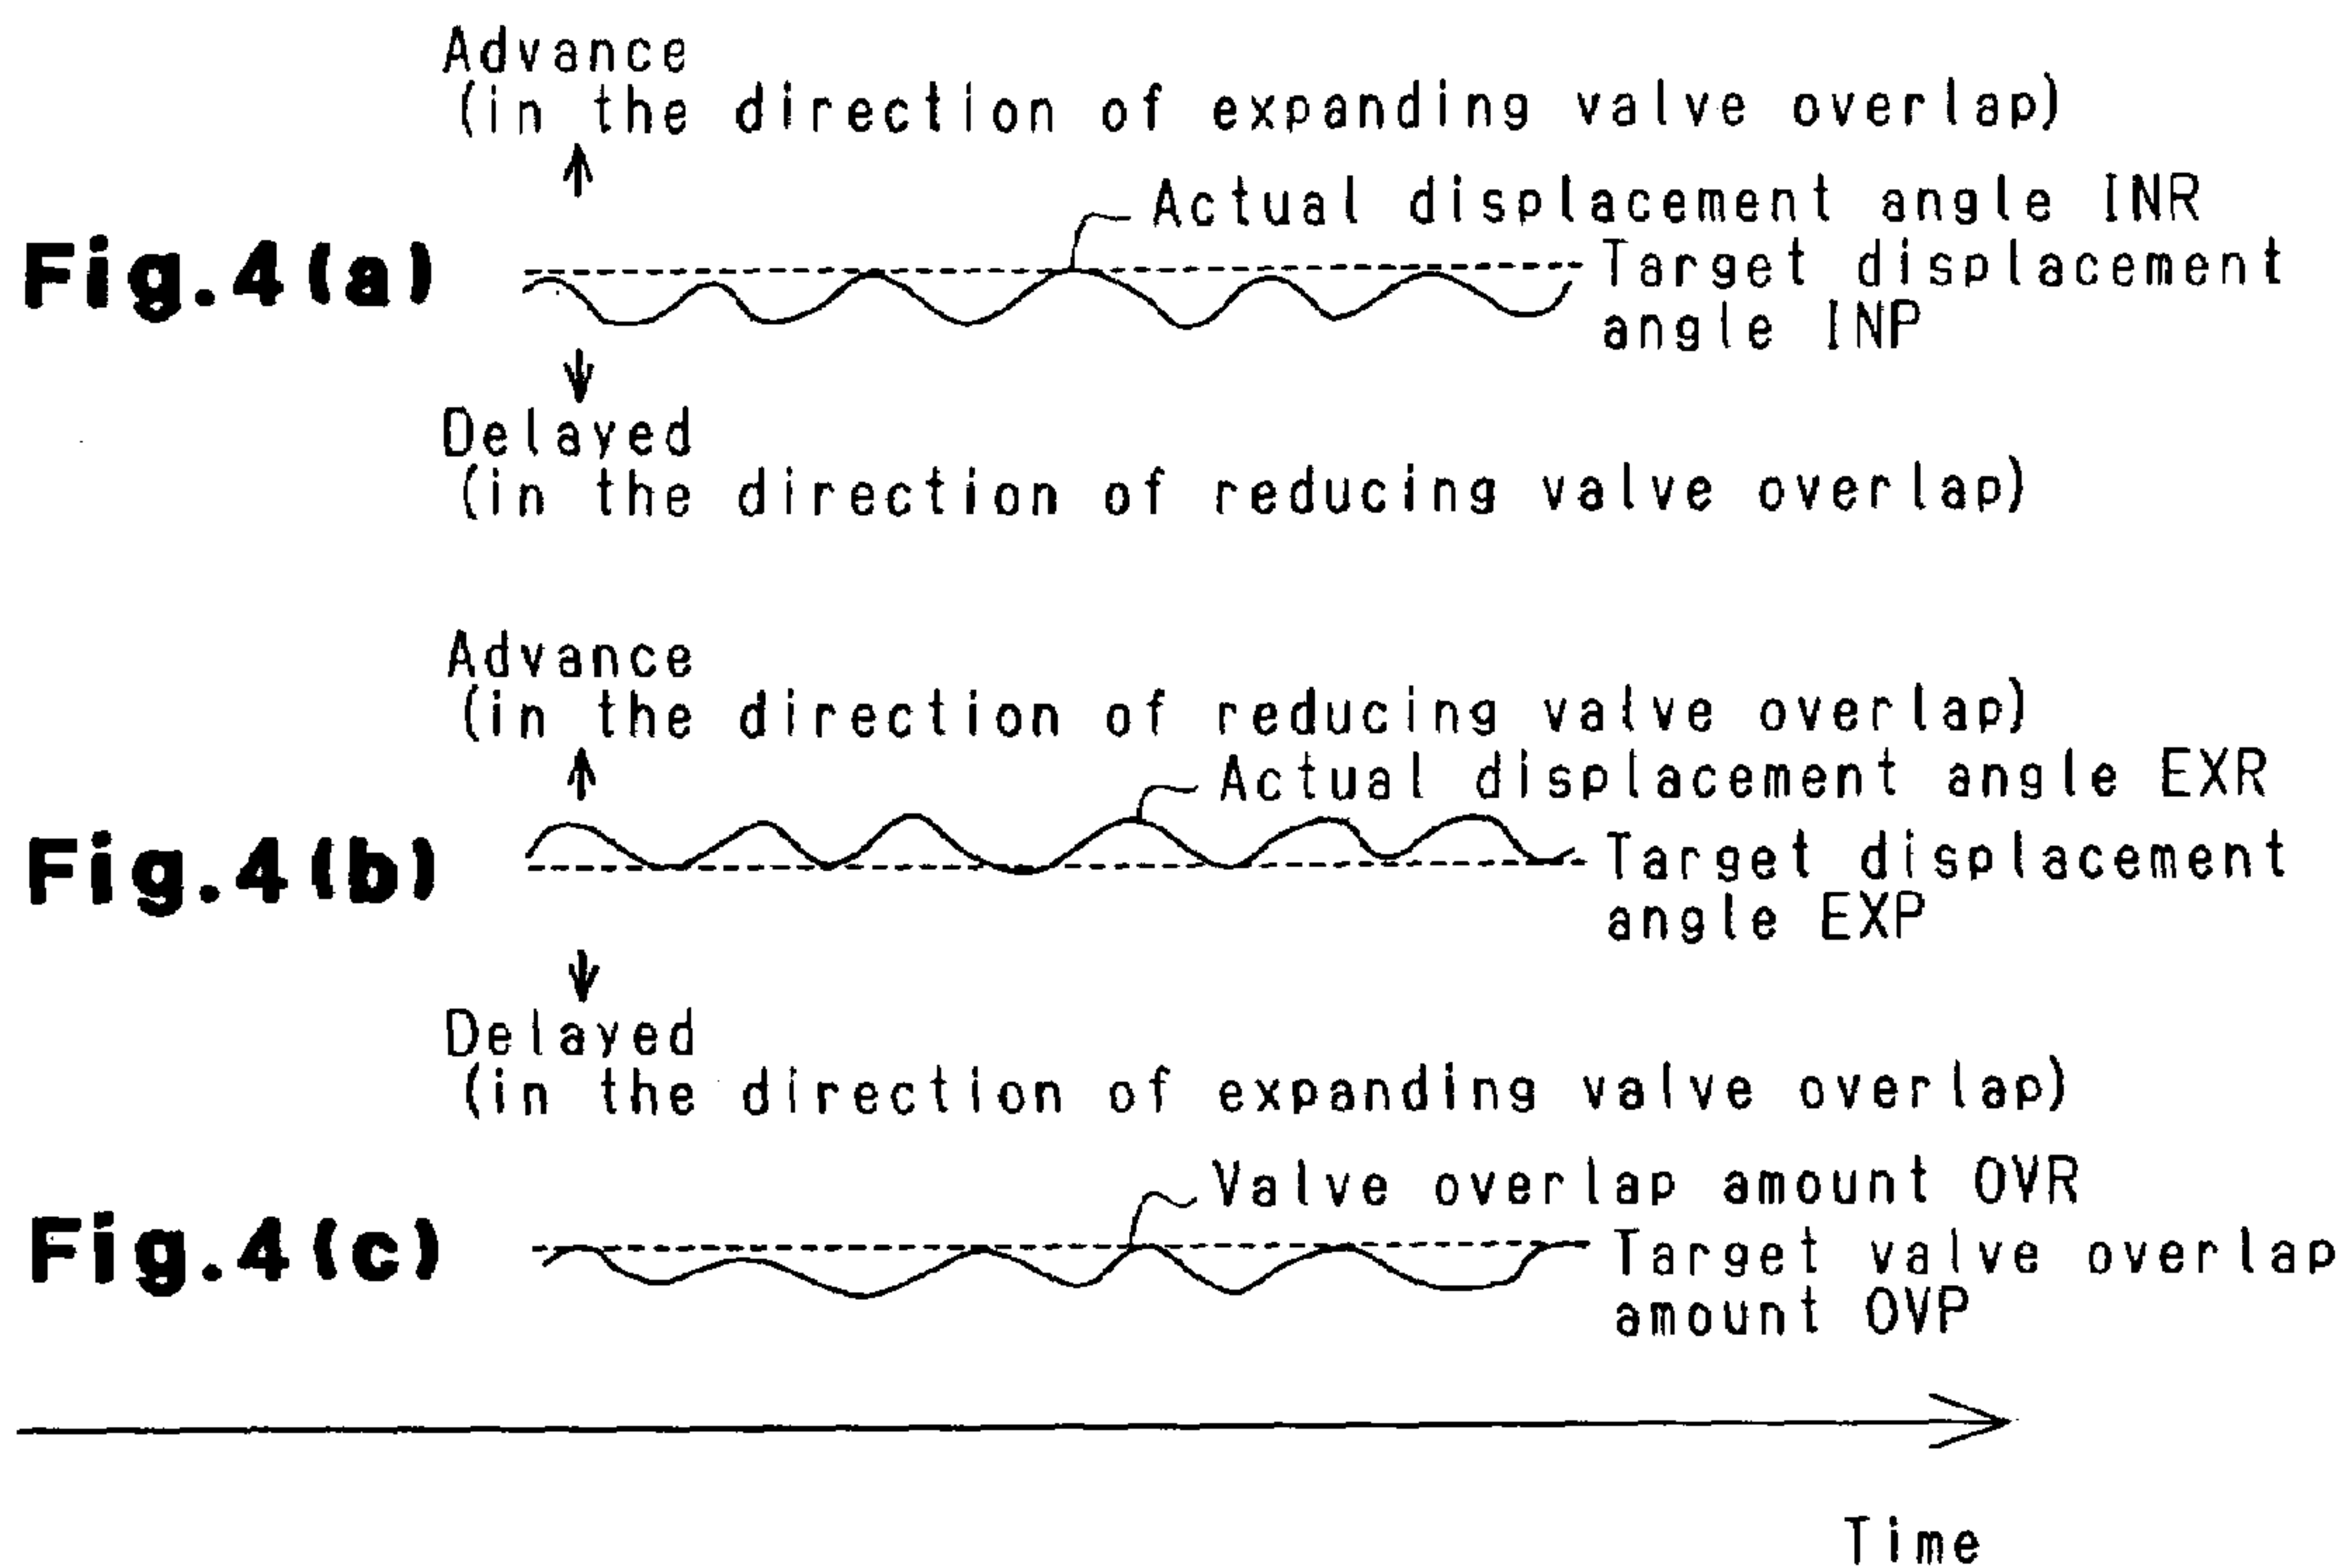 Advance
(in the direction of expanding valve overlap)
Actual displacement angle INR
Fig.4(a)
Target displacement
angle INP
Delayed
(in the direction of reducing valve overlap)
Advance
(in the direction of reducing valve overlap)
Actual displacement angle EXR
Fig.4(b)
Target displacement
angle EXP
Delayed
(in the direction of expanding valve overlap)
Valve overlap amount OVR
Fig.4(c)
Target valve overlap
amount OVP
Time